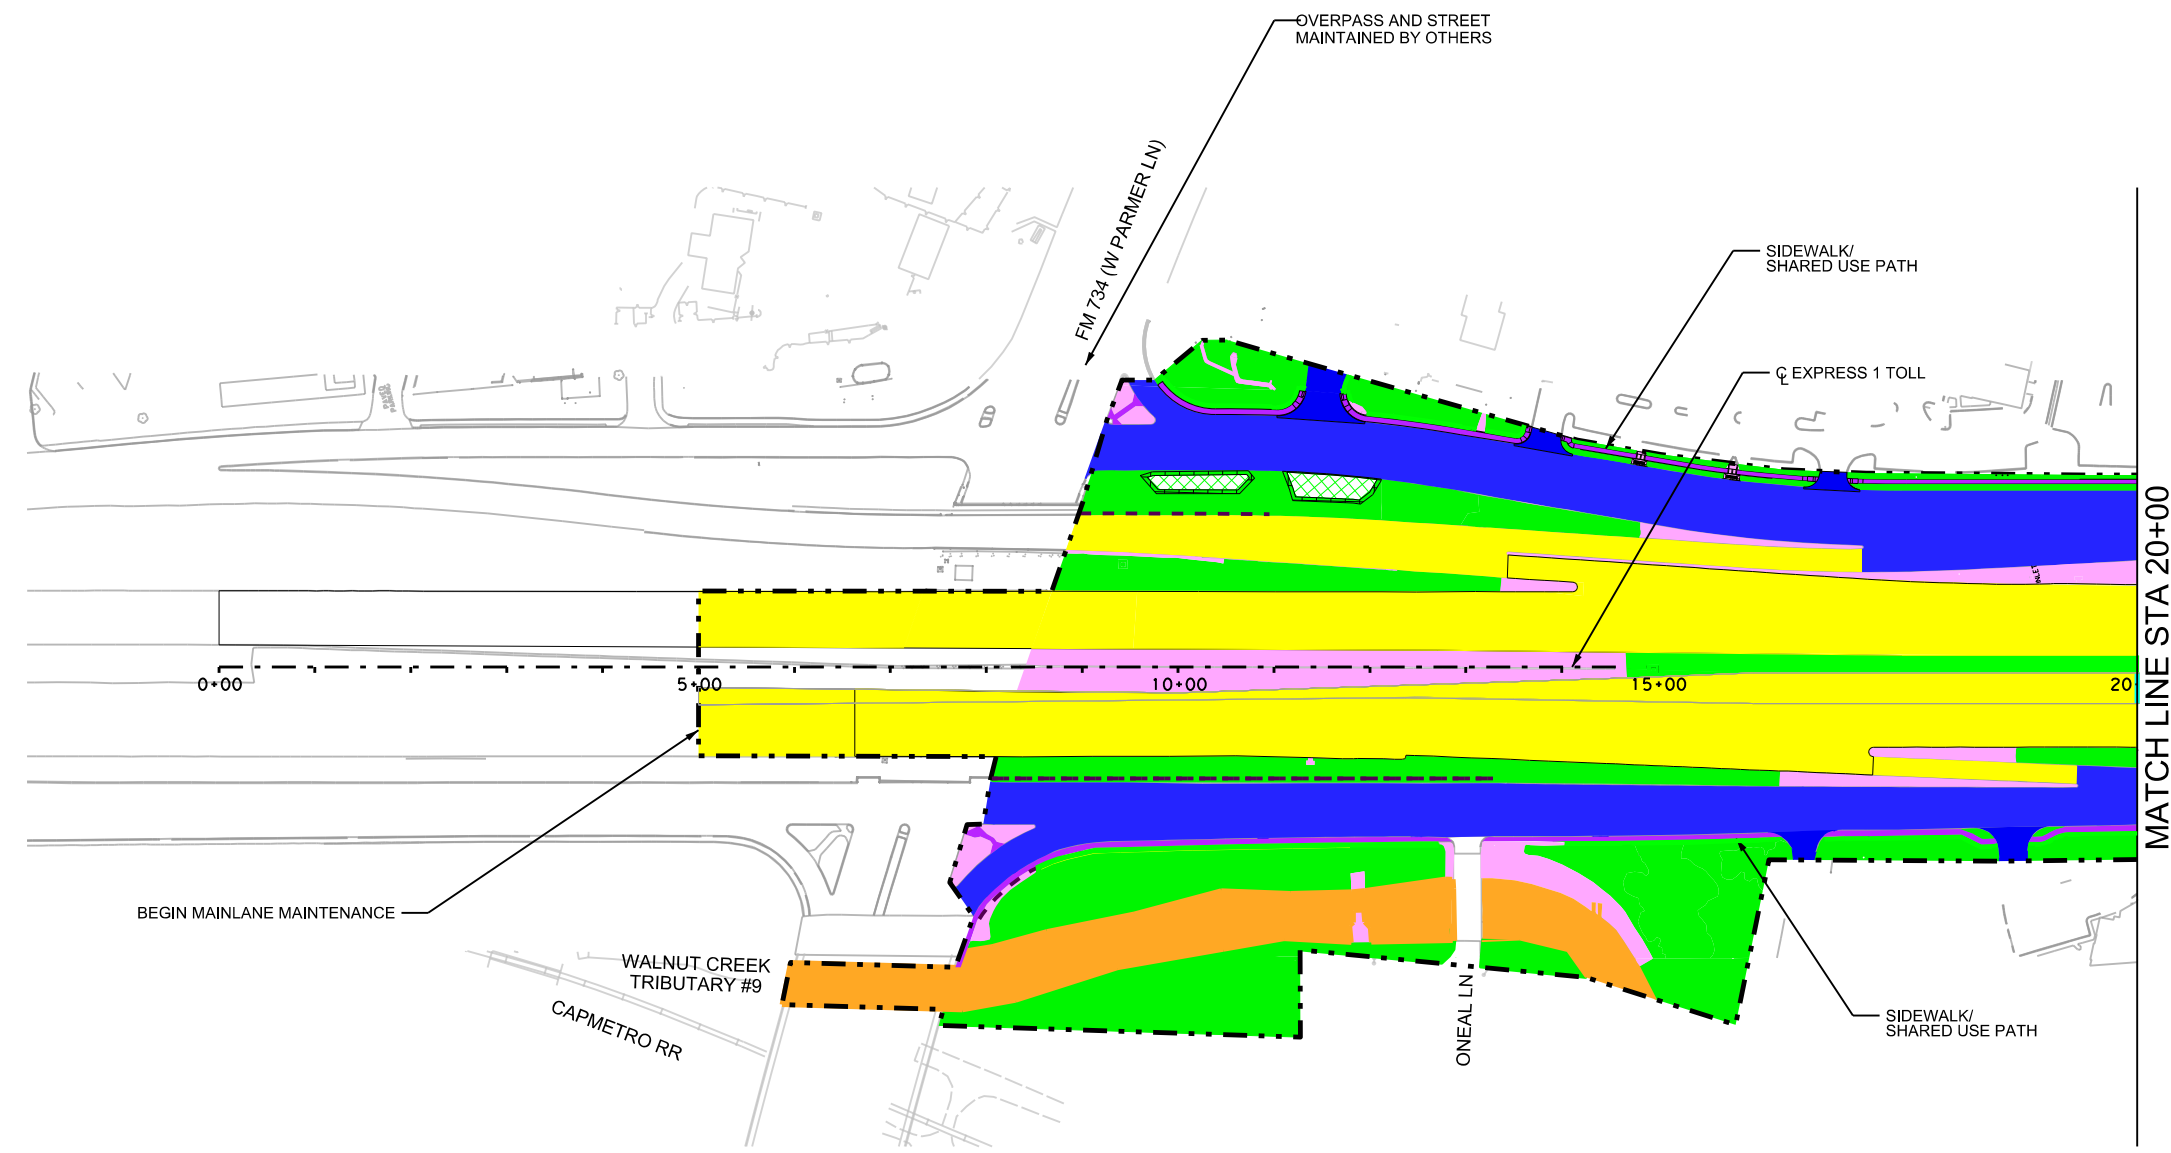 OVERPASS AND STREET
MAINTAINED BY OTHERS
FM 734 (W PARMER LN)
SIDEWALK/
SHARED USE PATH
℄ EXPRESS 1 TOLL
INLET
0+00
5+00
10+00
15+00
20
MATCH LINE STA 20+00
BEGIN MAINLANE MAINTENANCE
WALNUT CREEK
TRIBUTARY #9
CAPMETRO RR
ONEAL LN
SIDEWALK/
SHARED USE PATH